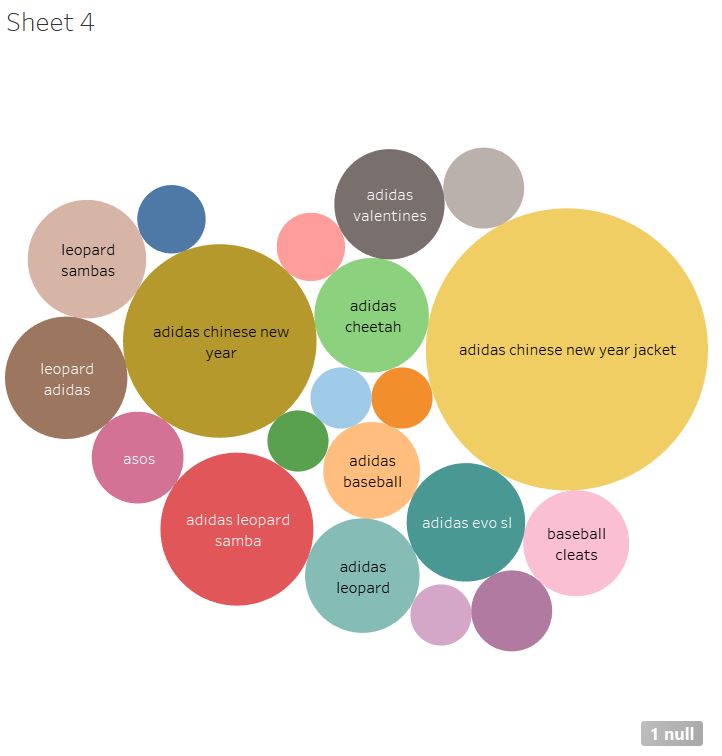 Sheet 4
adidas
valentines
leopard
sambas
adidas
cheetah
adidas chinese new
year
adidas chinese new year jacket
leopard
adidas
asos
adidas
baseball
adidas leopard
samba
adidas evo sl
baseball
cleats
adidas
leopard
1 null